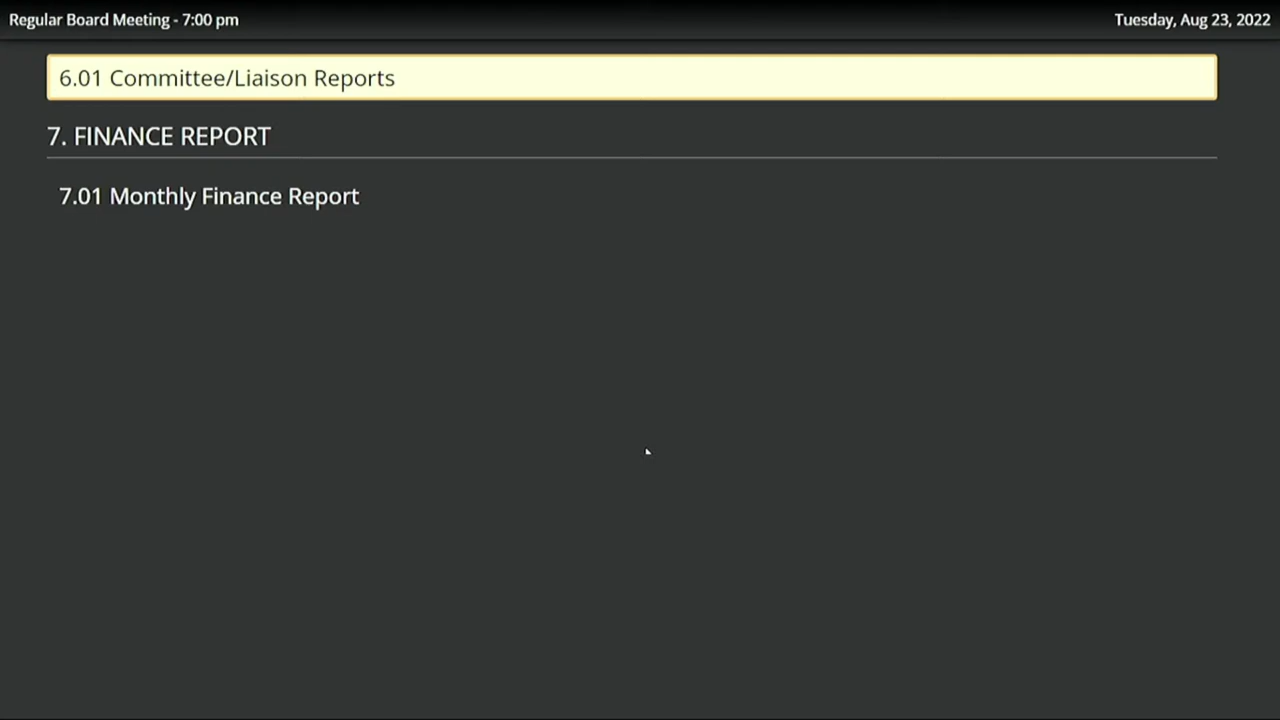 Regular Board Meeting - 7:00 pm
Tuesday, Aug 23, 2022
6.01 Committee/Liaison Reports
7. FINANCE REPORT
7.01 Monthly Finance Report